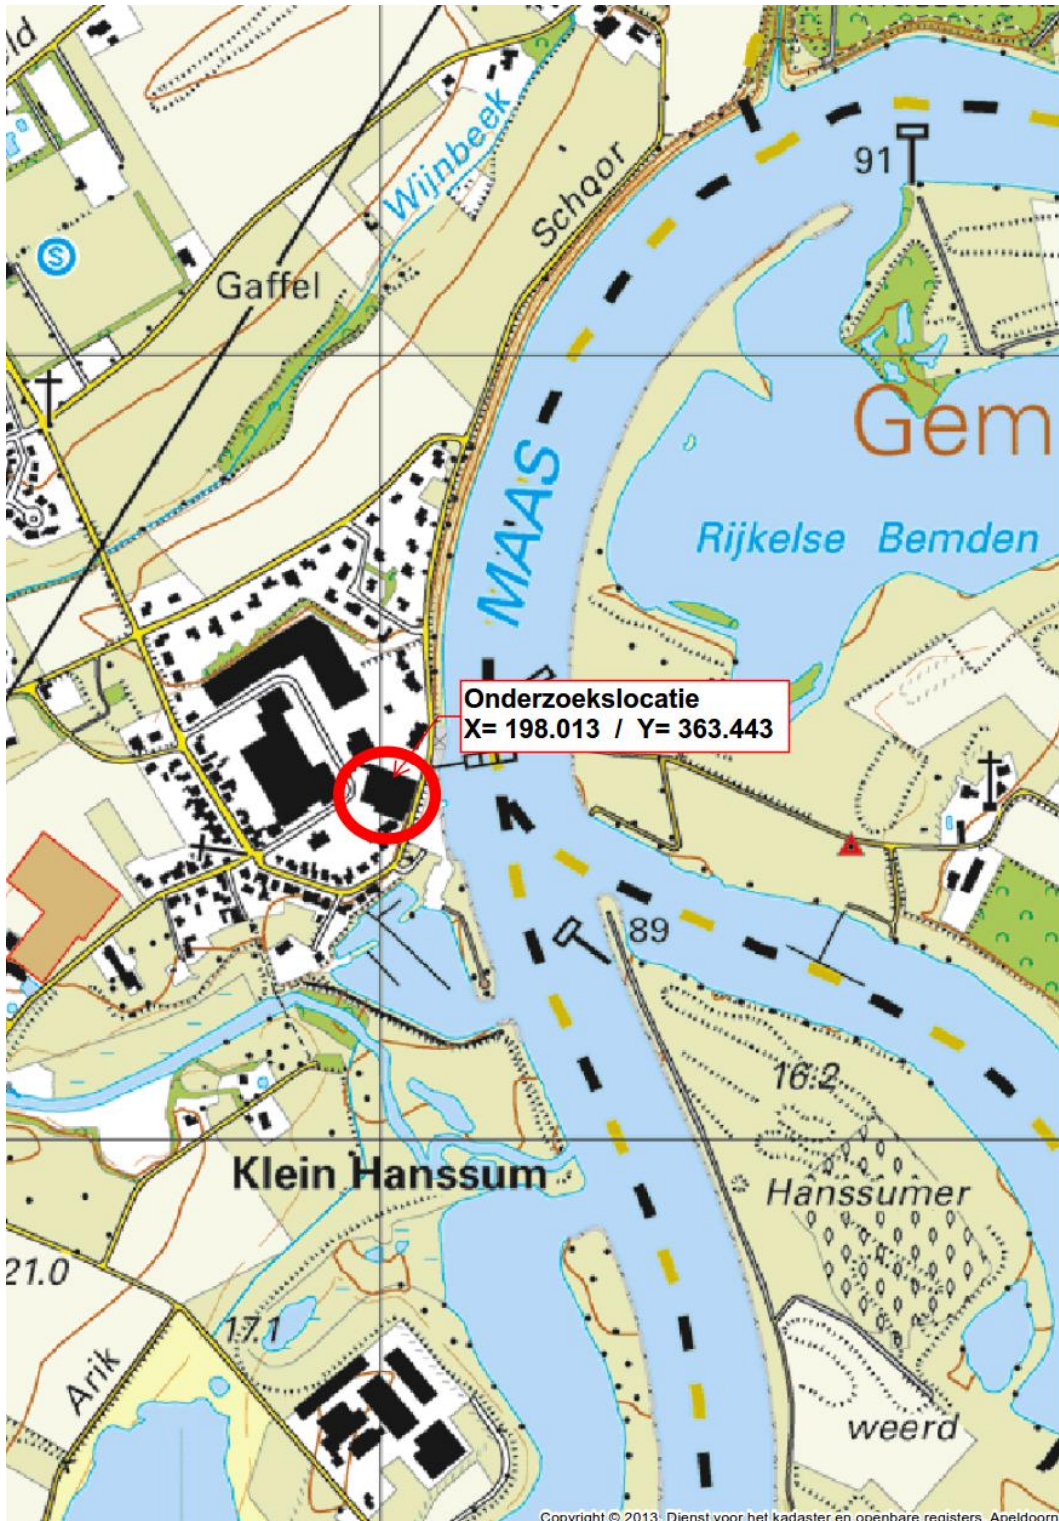 ld
Wijnbeek
Schoor
91
S
Gaffel
Gem
MAAS
Rijkelse Bemden
Onderzoekslocatie
X= 198.013 / Y= 363.443
89
16.2
Klein Hanssum
Hanssumer
21.0
17.1
Arik
weerd
Copyright © 2013, Dienst voor het kadaster en openbare registers, Apeldoorn